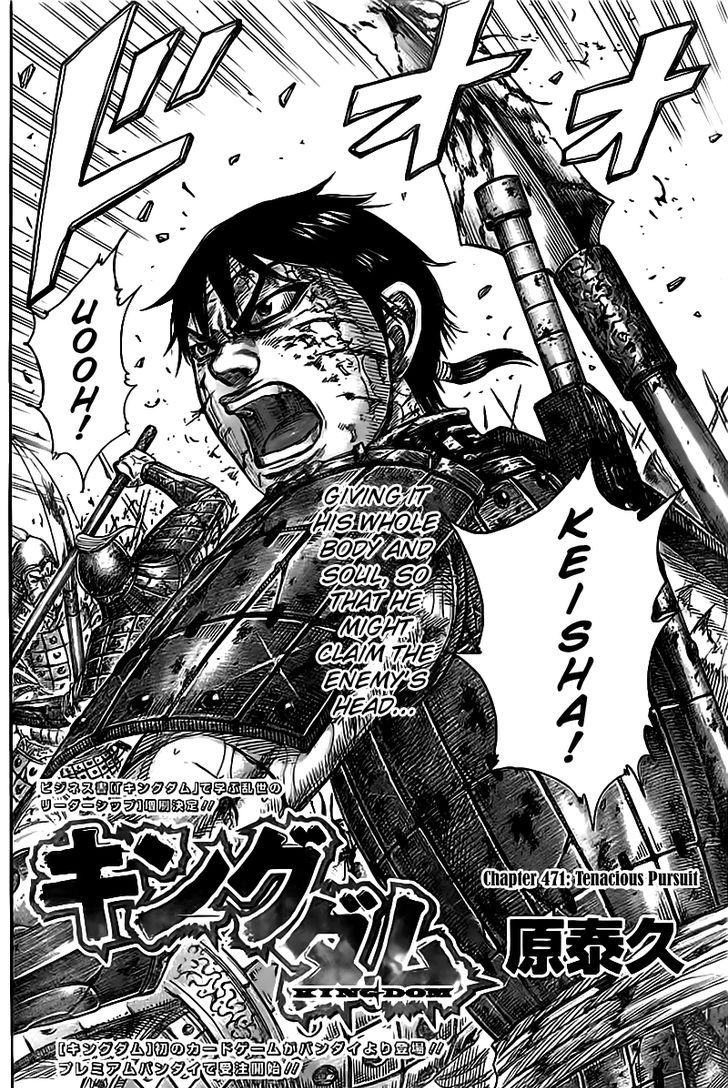 ドオオ
UOOH!
GIVING IT
HIS WHOLE
BODY AND
SOUL, SO
THAT HE
MIGHT
CLAIM THE
ENEMY'S
HEAD...
KEISHA!
ビジネス書「『キングダム』で学ぶ乱世の
リーダーシップ」増刷決定!!
キングダム
KINGDOM
Chapter 471: Tenacious Pursuit
原泰久
[キングダム]初のカードゲームがバンダイより登場!!
プレミアムバンダイで受注開始!!